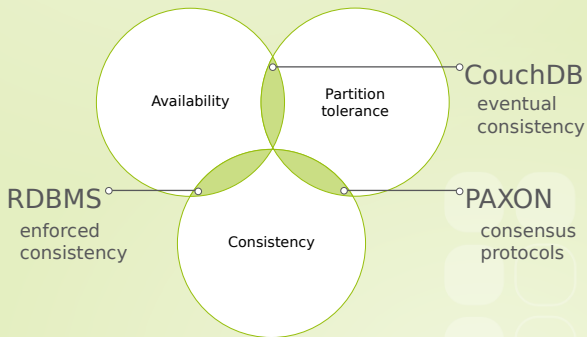 Availability
Partition
tolerance
CouchDB
eventual
consistency
RDBMS
enforced
consistency
Consistency
PAXON
consensus
protocols